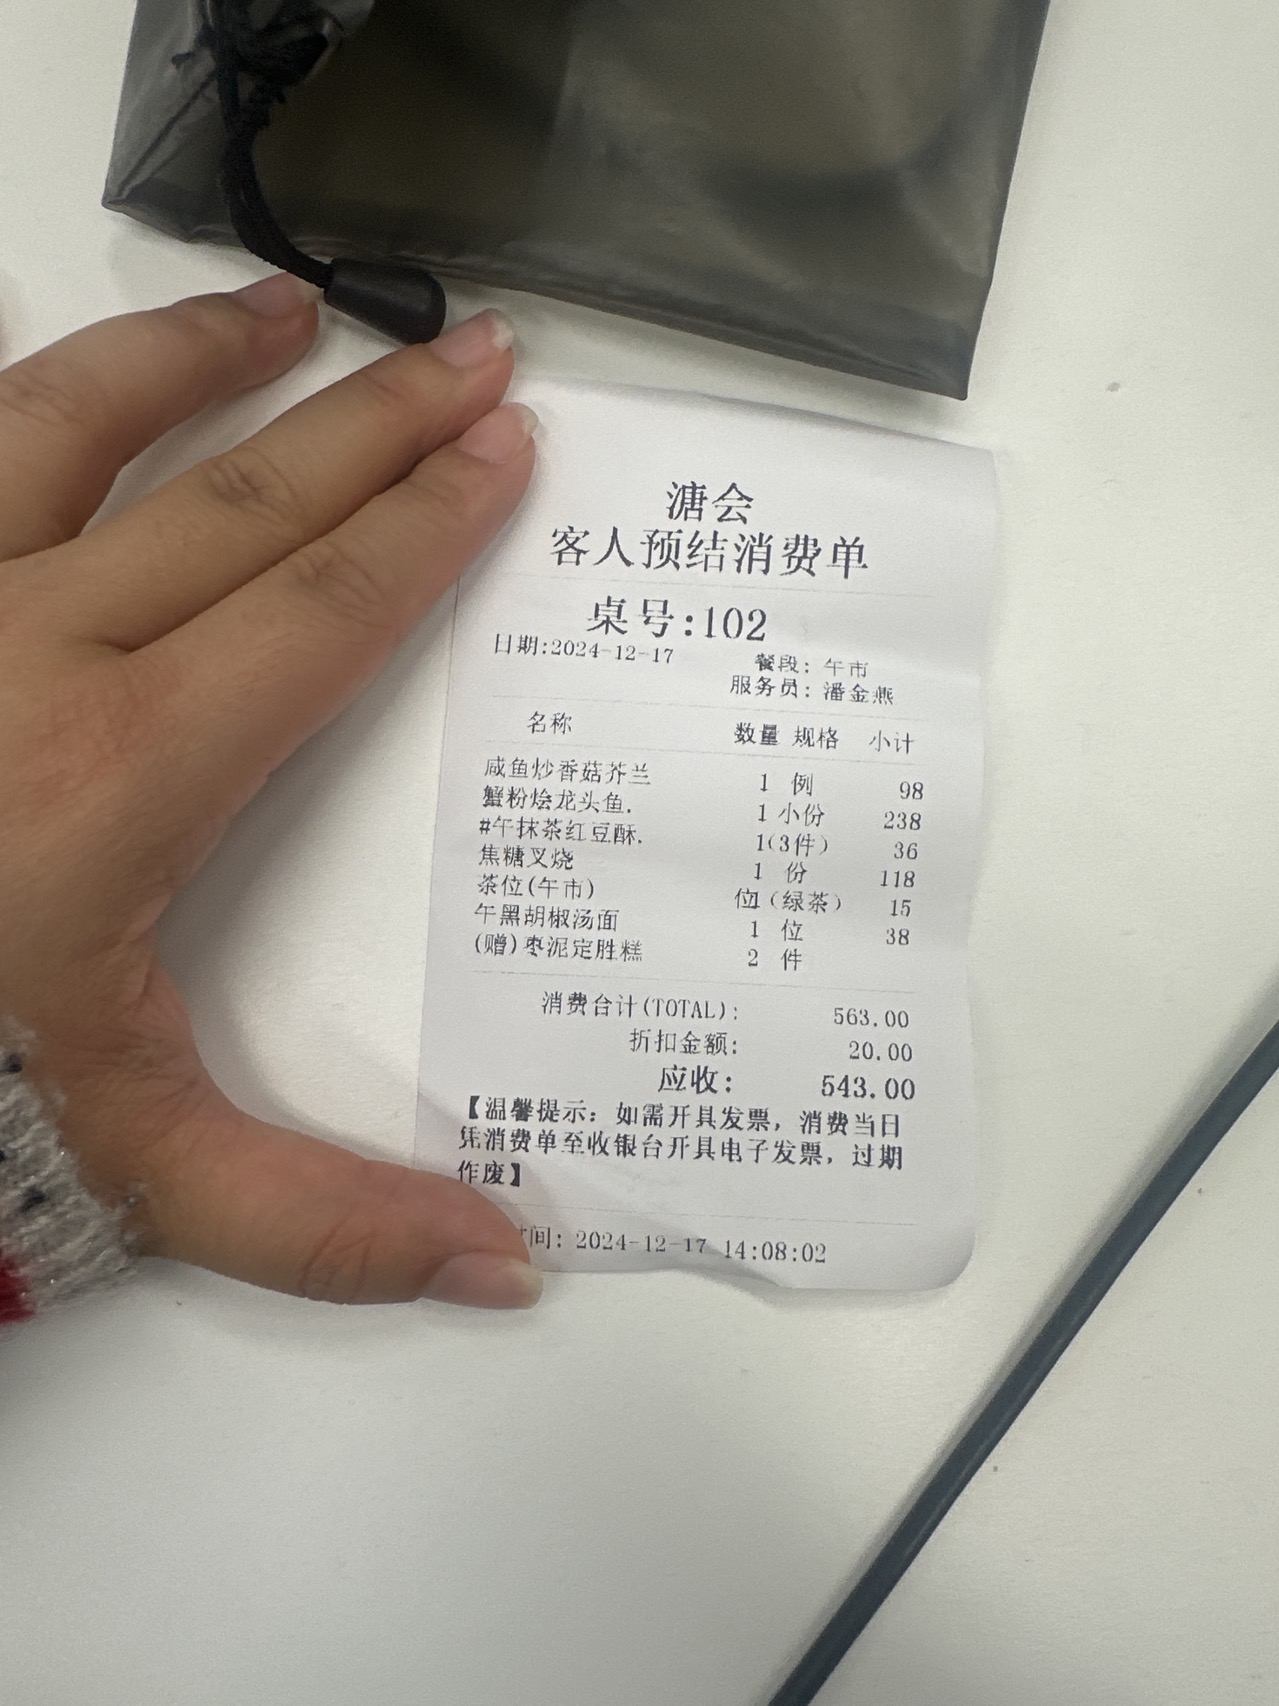 溏会
客人预结消费单
桌号:102
日期:2024-12-17
餐段: 午市
服务员: 潘金燕
名称 数量 规格 小计
咸鱼炒香菇芥兰 1 例 98
蟹粉烩龙头鱼. 1 小份 238
#午抹茶红豆酥. 1(3件) 36
焦糖叉烧 1 份 118
茶位(午市) 1位(绿茶) 15
午黑胡椒汤面 1 位 38
(赠)枣泥定胜糕 2 件
消费合计(TOTAL): 563.00
折扣金额: 20.00
应收: 543.00
【温馨提示: 如需开具发票, 消费当日
凭消费单至收银台开具电子发票, 过期
作废】
时间: 2024-12-17 14:08:02